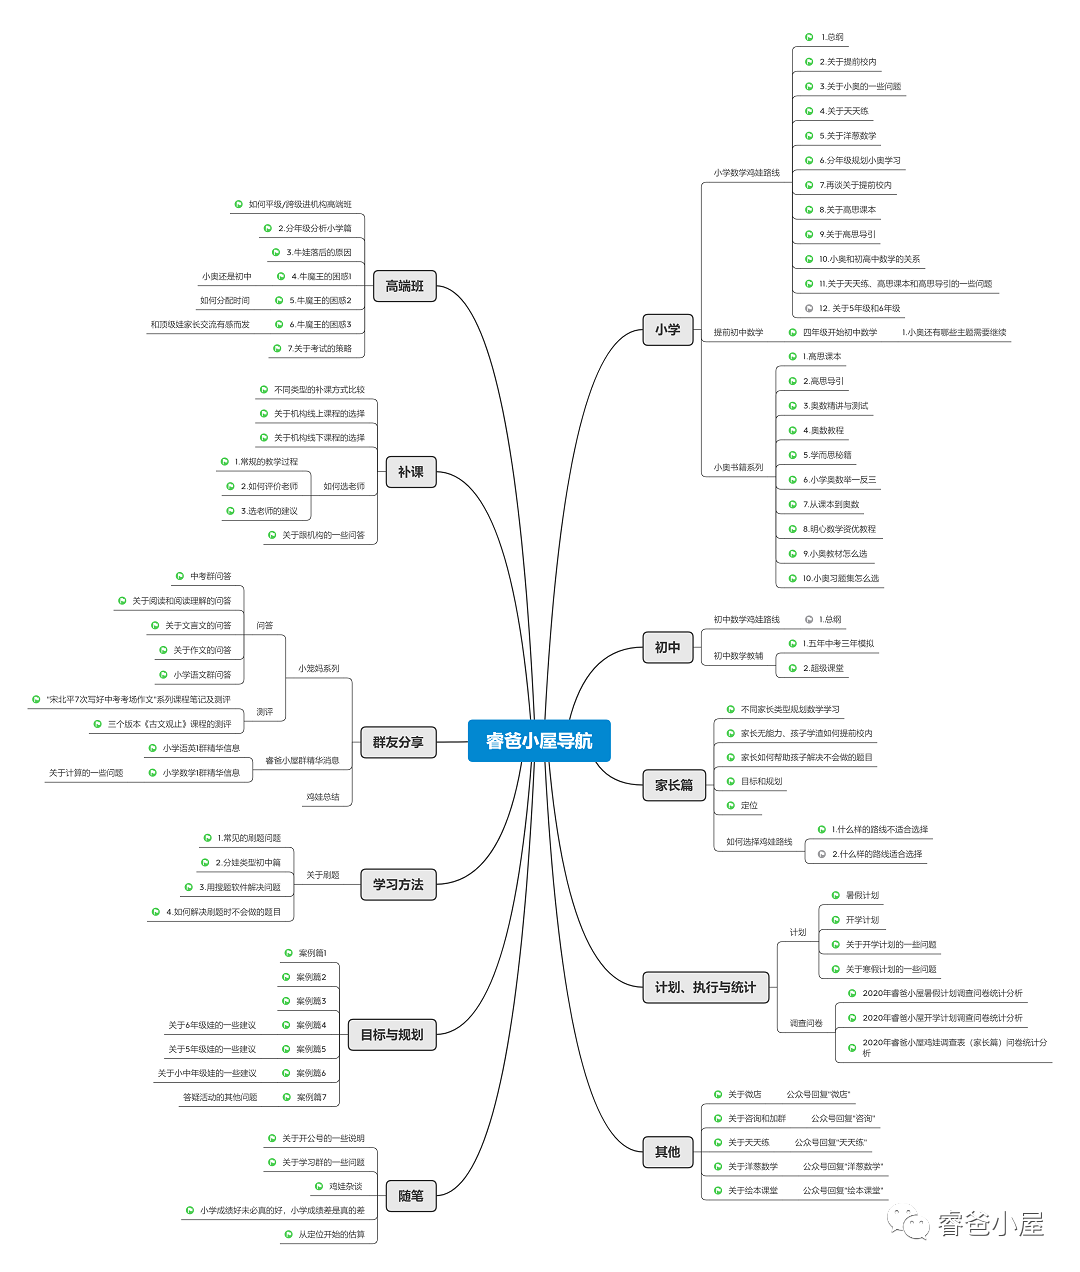 睿爸小屋导航
小学
小学数学鸡娃路线
1.总纲
2.关于提前校内
3.关于小奥的一些问题
4.关于天天练
5.关于洋葱数学
6.分年级规划小奥学习
7.再谈关于提前校内
8.关于高思课本
9.关于高思导引
10.小奥和初高中数学的关系
11.关于天天练、高思课本和高思导引的一些问题
12. 关于5年级和6年级
提前初中数学
四年级开始初中数学
1.小奥还有哪些主题需要继续
小奥书籍系列
1.高思课本
2.高思导引
3.奥数精讲与测试
4.奥数教程
5.学而思秘籍
6.小学奥数举一反三
7.从课本到奥数
8.明心数学资优教程
9.小奥教材怎么选
10.小奥习题集怎么选
初中
初中数学鸡娃路线
1.总纲
初中数学教辅
1.五年中考三年模拟
2.超级课堂
家长篇
不同家长类型规划数学学习
家长无能力、孩子学渣如何提前校内
家长如何帮助孩子解决不会做的题目
目标和规划
定位
如何选择鸡娃路线
1.什么样的路线不适合选择
2.什么样的路线适合选择
计划、执行与统计
计划
暑假计划
开学计划
关于开学计划的一些问题
关于寒假计划的一些问题
调查问卷
2020年睿爸小屋暑假计划调查问卷统计分析
2020年睿爸小屋开学计划调查问卷统计分析
2020年睿爸小屋鸡娃调查表（家长篇）问卷统计分
析
其他
关于微店
公众号回复"微店"
关于咨询和加群
公众号回复"咨询"
关于天天练
公众号回复"天天练"
关于洋葱数学
公众号回复"洋葱数学"
关于绘本课堂
公众号回复"绘本课堂"
高端班
如何平级/跨级进机构高端班
2.分年级分析小学篇
3.牛娃落后的原因
4.牛魔王的困惑1
小奥还是初中
5.牛魔王的困惑2
如何分配时间
6.牛魔王的困惑3
和顶级娃家长交流有感而发
7.关于考试的策略
补课
不同类型的补课方式比较
关于机构线上课程的选择
关于机构线下课程的选择
如何选老师
1.常规的教学过程
2.如何评价老师
3.选老师的建议
关于跟机构的一些问答
群友分享
小笼妈系列
问答
中考群问答
关于阅读和阅读理解的问答
关于文言文的问答
关于作文的问答
小学语文群问答
测评
"宋北平7次写好中考考场作文"系列课程笔记及测评
三个版本《古文观止》课程的测评
睿爸小屋群精华消息
小学语英1群精华信息
小学数学1群精华信息
关于计算的一些问题
鸡娃总结
学习方法
关于刷题
1.常见的刷题问题
2.分娃类型初中篇
3.用搜题软件解决问题
4.如何解决刷题时不会做的题目
目标与规划
案例篇1
案例篇2
案例篇3
案例篇4
关于6年级娃的一些建议
案例篇5
关于5年级娃的一些建议
案例篇6
关于小中年级娃的一些建议
案例篇7
答疑活动的其他问题
随笔
关于开公号的一些说明
关于学习群的一些问题
鸡娃杂谈
小学成绩好未必真的好，小学成绩差是真的差
从定位开始的估算
睿爸小屋